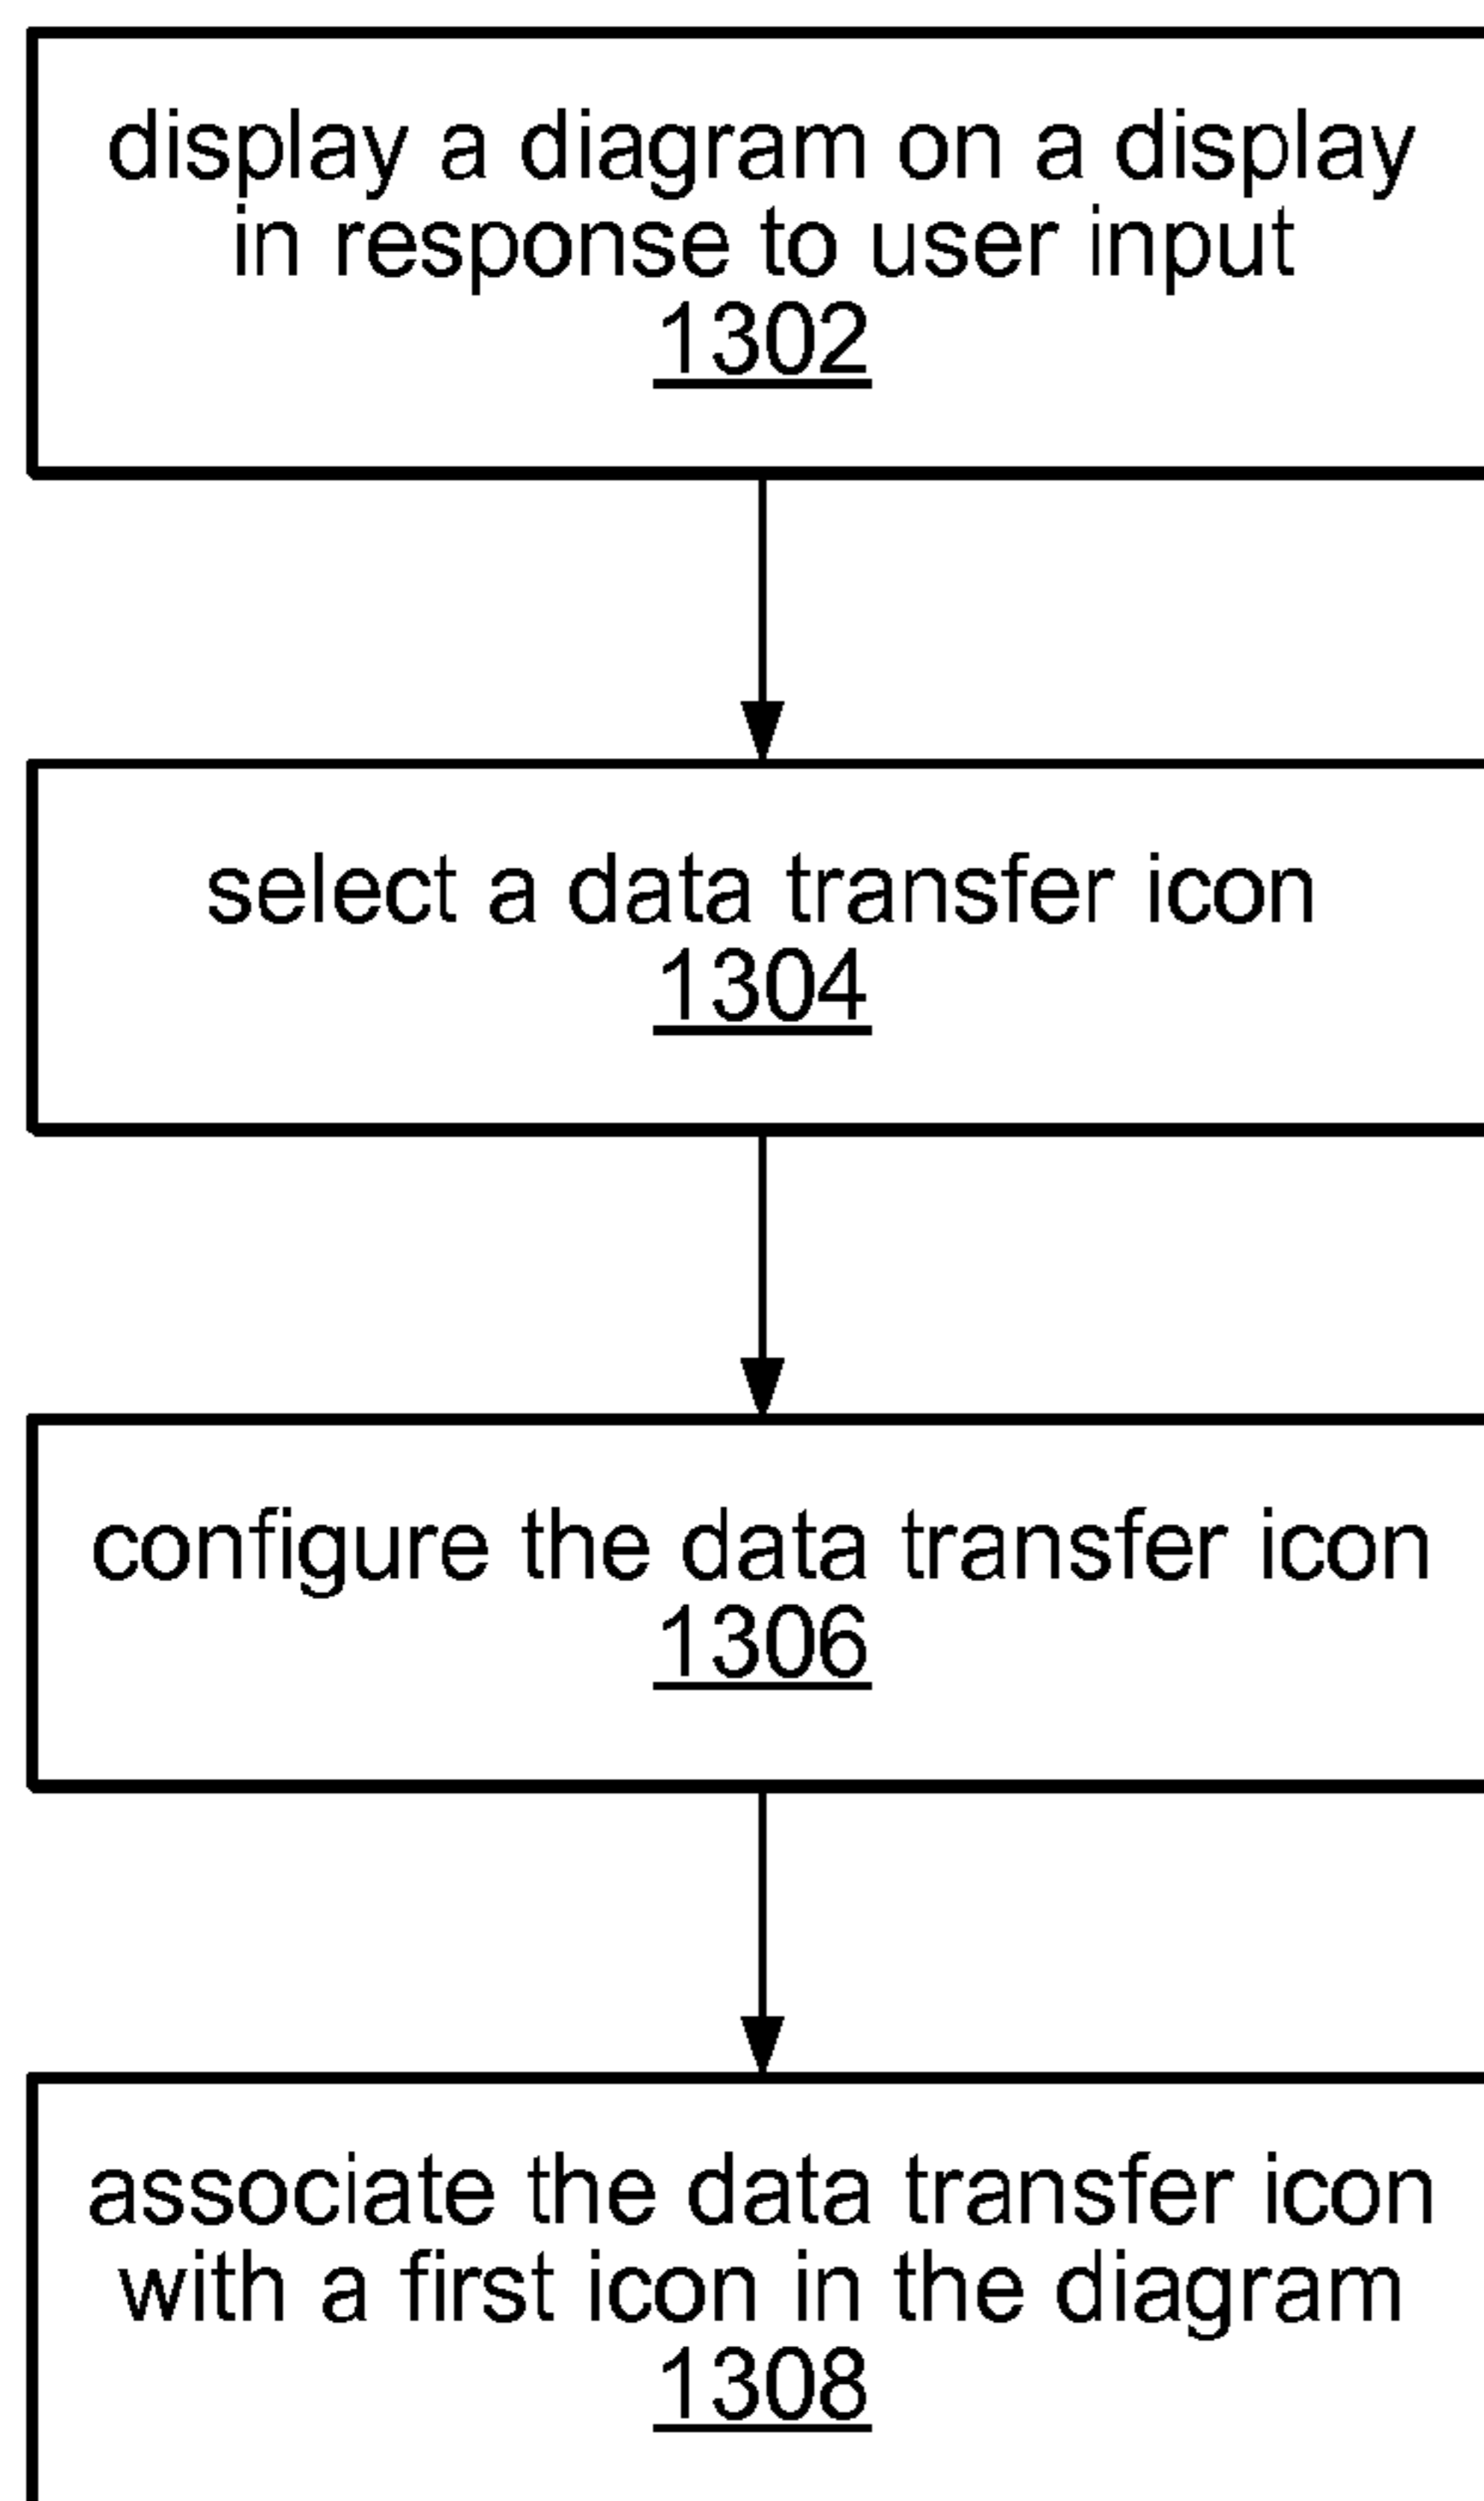 display a diagram on a display
in response to user input
1302
select a data transfer icon
1304
configure the data transfer icon
1306
associate the data transfer icon
with a first icon in the diagram
1308